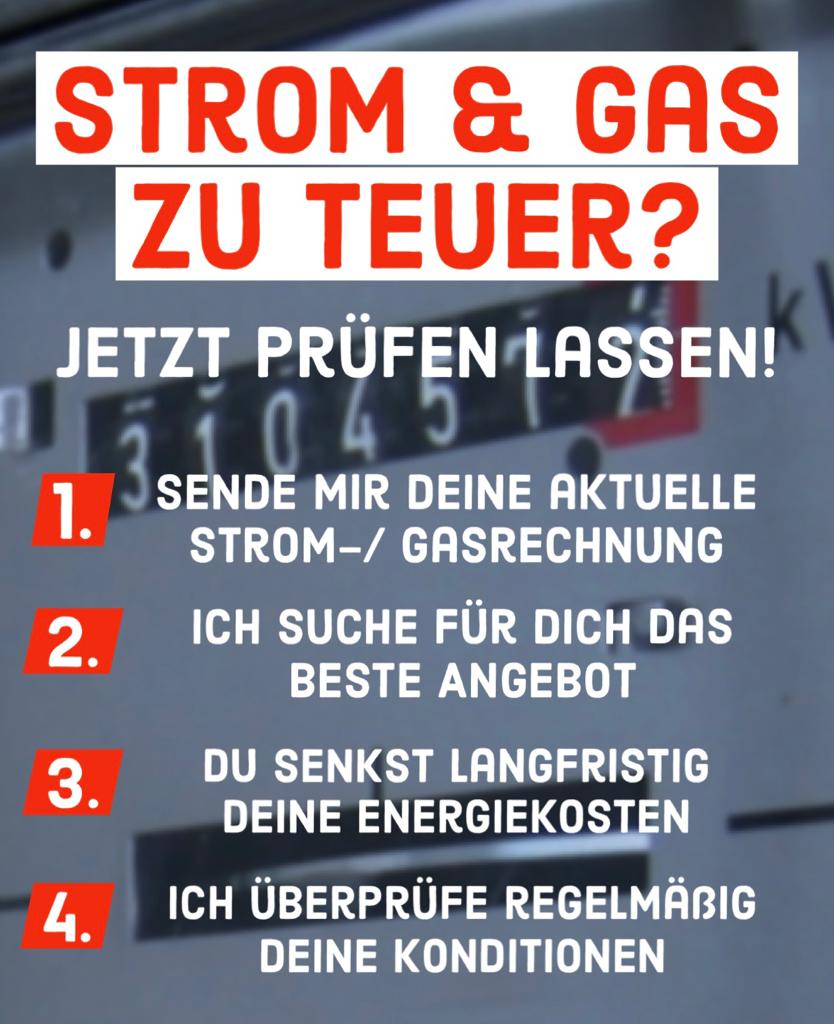 STROM & GAS
ZU TEUER?
JETZT PRÜFEN LASSEN!
310457
1. SENDE MIR DEINE AKTUELLE
STROM-/ GASRECHNUNG
2. ICH SUCHE FÜR DICH DAS
BESTE ANGEBOT
3. DU SENKST LANGFRISTIG
DEINE ENERGIEKOSTEN
4. ICH ÜBERPRÜFE REGELMÄßIG
DEINE KONDITIONEN